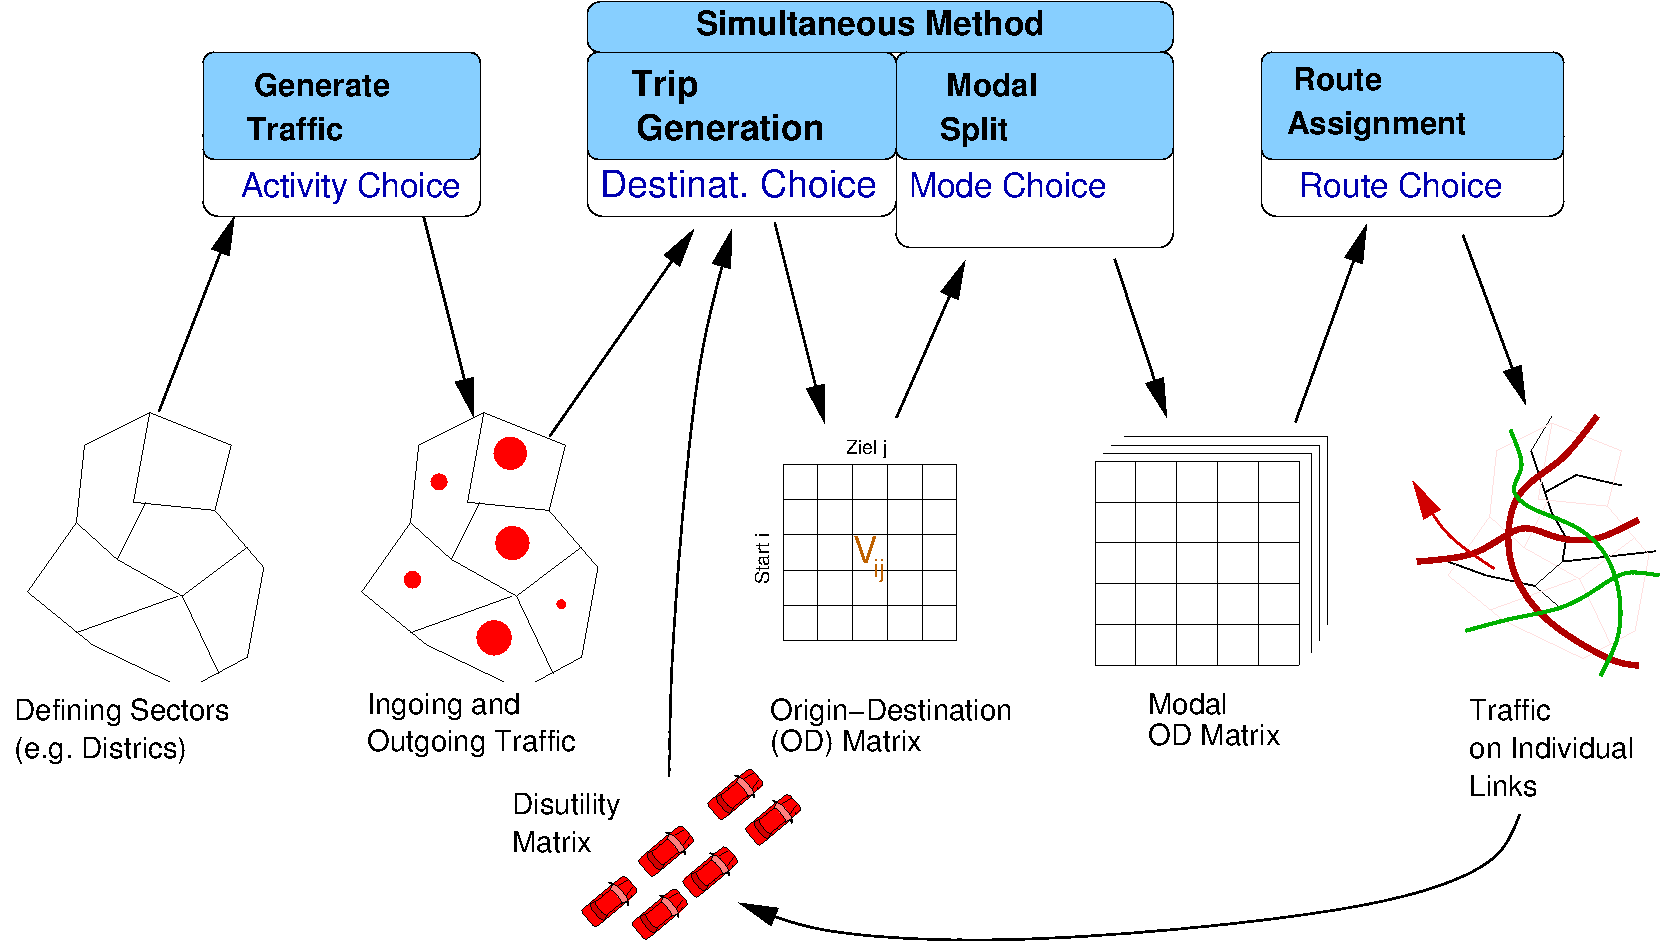 Simultaneous Method
Generate
Traffic
Activity Choice
Trip
Generation
Destinat. Choice
Modal
Split
Mode Choice
Route
Assignment
Route Choice
Ziel j
Start i
V ij
Defining Sectors
(e.g. Districs)
Ingoing and
Outgoing Traffic
Origin−Destination
(OD) Matrix
Modal
OD Matrix
Traffic
on Individual
Links
Disutility
Matrix